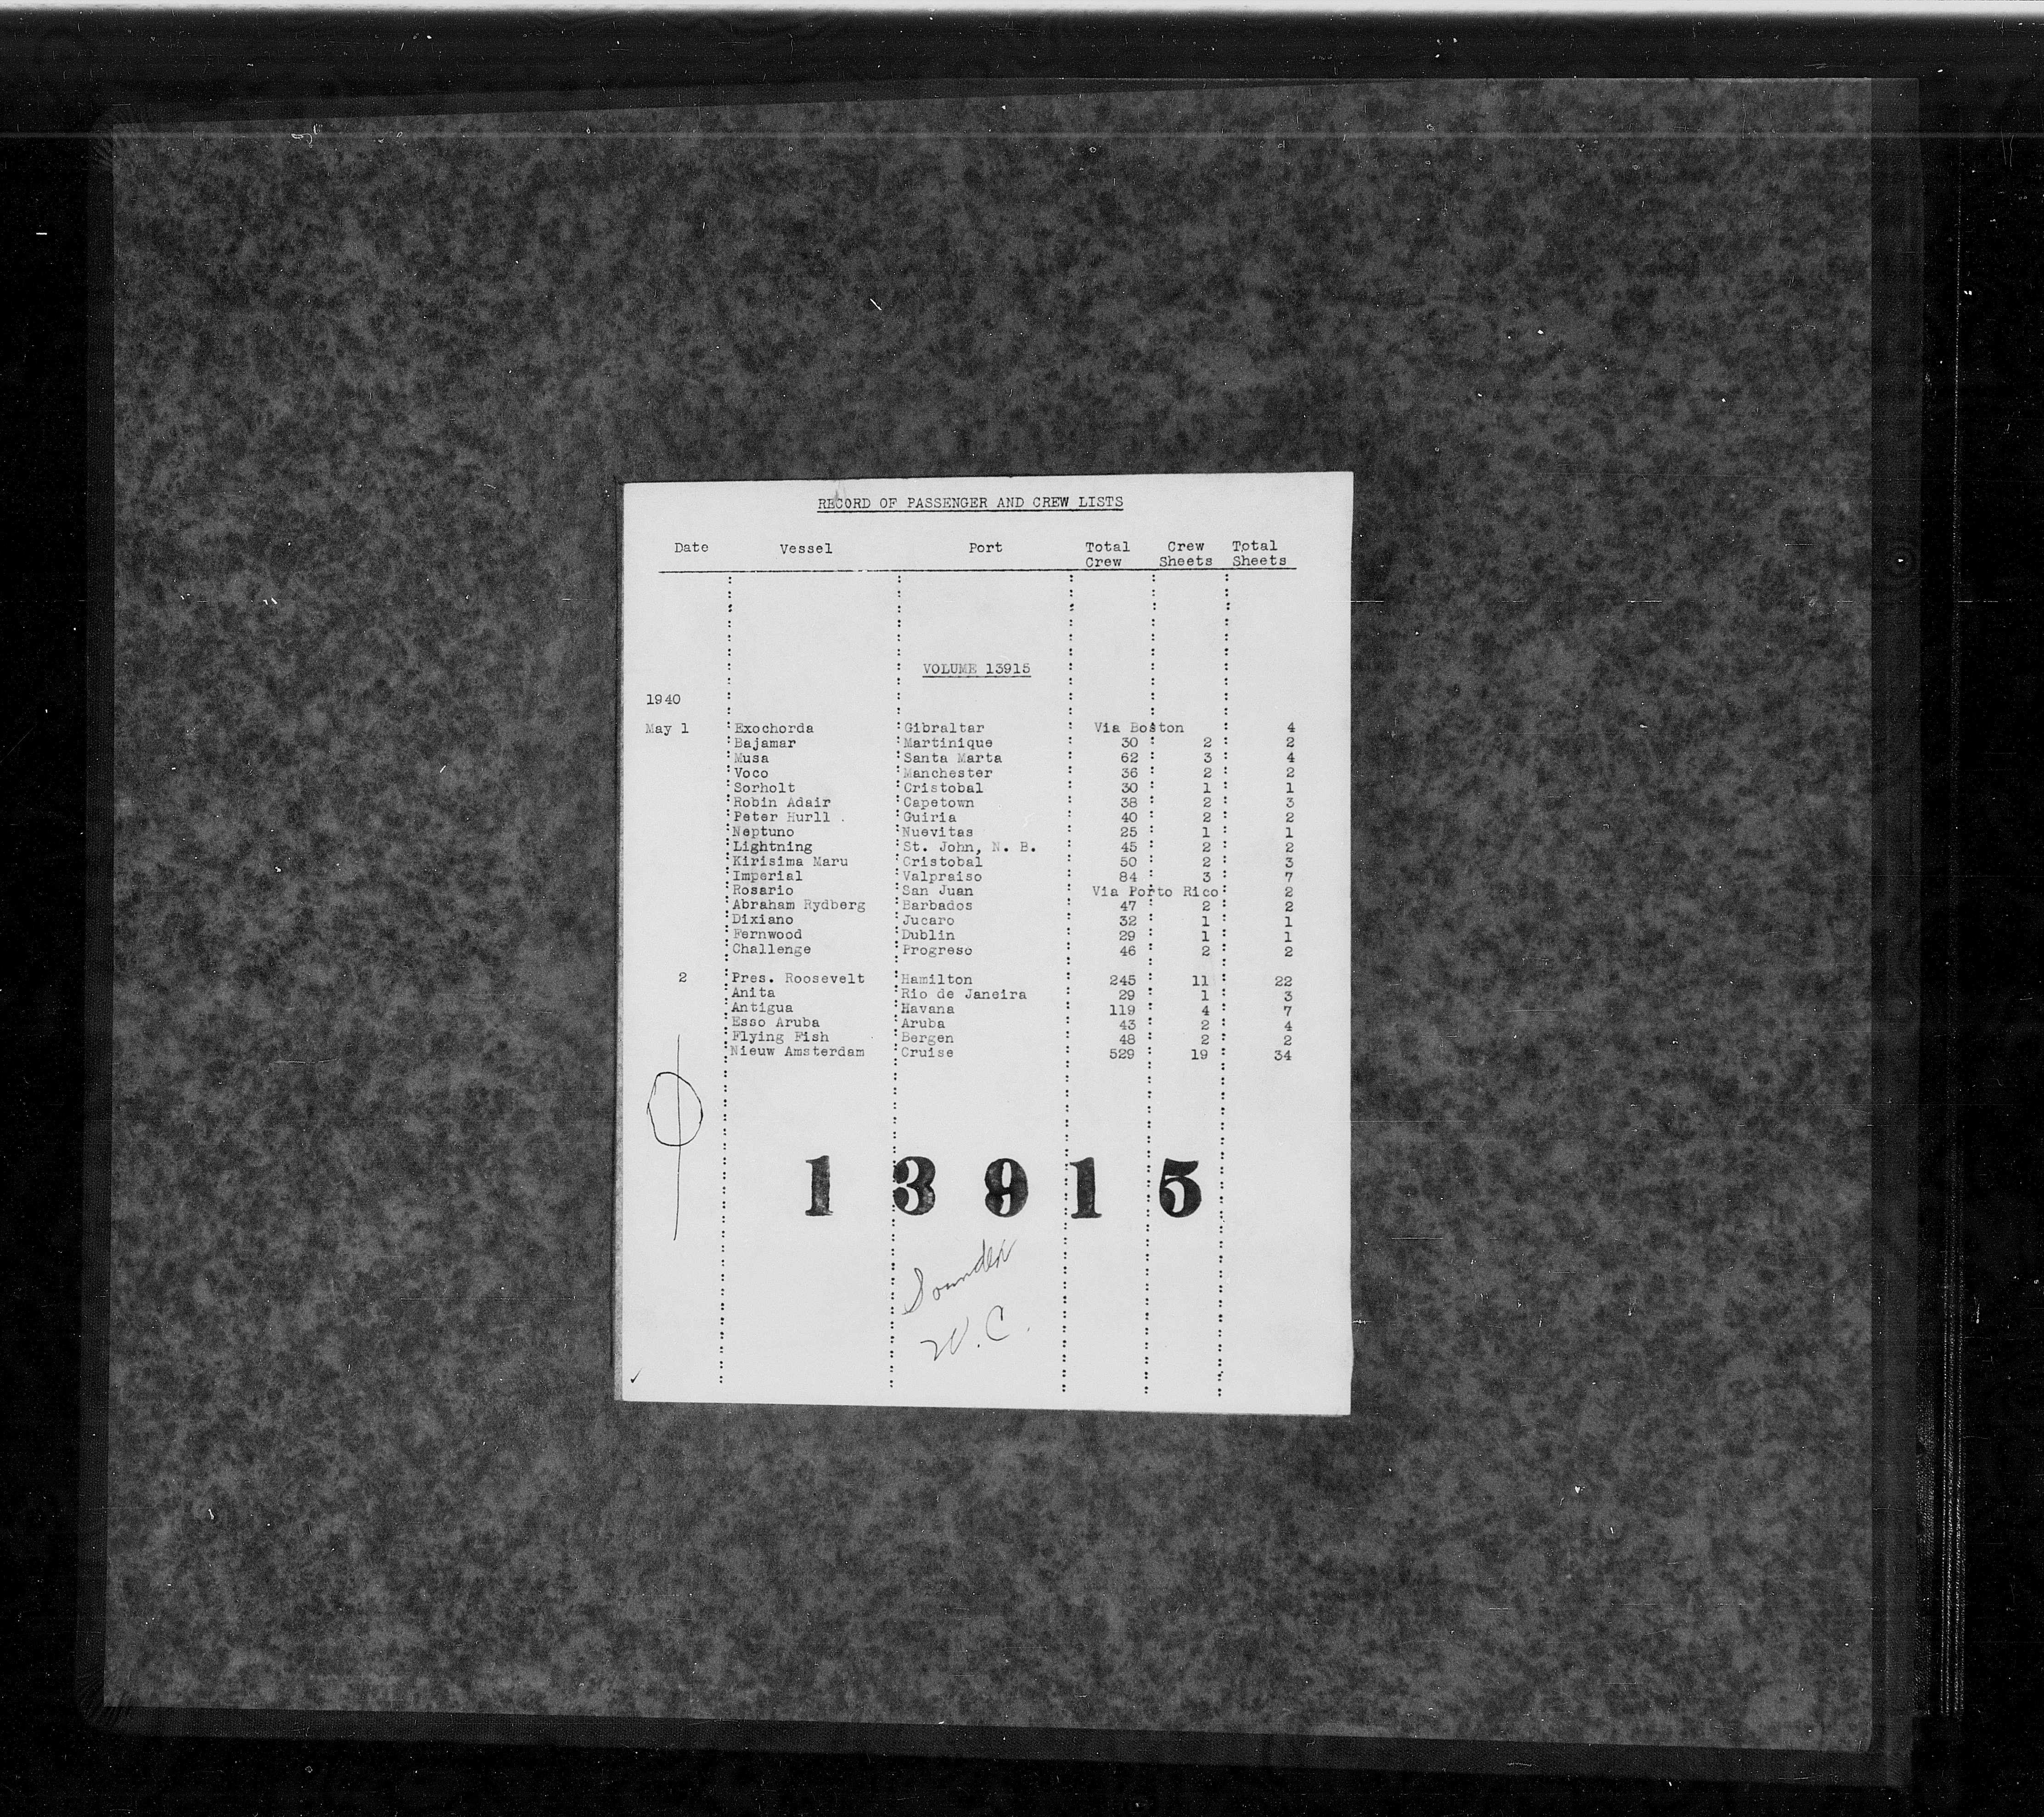 RECORD OF PASSENGER AND CREW LISTS
Date Vessel Port Total Crew Crew Sheets Total Sheets
VOLUME 13915
1940
May 1 Exochorda Gibraltar Via Boston 4
Bajamar Martinique 30 2 2
Musa Santa Marta 62 3 4
Voco Manchester 36 2 2
Sorholt Cristobal 30 1 1
Robin Adair Capetown 38 2 3
Peter Hurll Guiria 40 2 2
Neptuno Nuevitas 25 1 1
Lightning St. John, N. B. 45 2 2
Kirisima Maru Cristobal 50 2 3
Imperial Valpraiso 84 3 7
Rosario San Juan Via Porto Rico 2
Abraham Rydberg Barbados 47 2 2
Dixiano Jucaro 32 1 1
Fernwood Dublin 29 1 1
Challenge Progreso 46 2 2
2 Pres. Roosevelt Hamilton 245 11 22
Anita Rio de Janeira 29 1 3
Antigua Havana 119 4 7
Esso Aruba Aruba 43 2 4
Flying Fish Bergen 48 2 2
Nieuw Amsterdam Cruise 529 19 34
1 3 9 1 5
W. C.